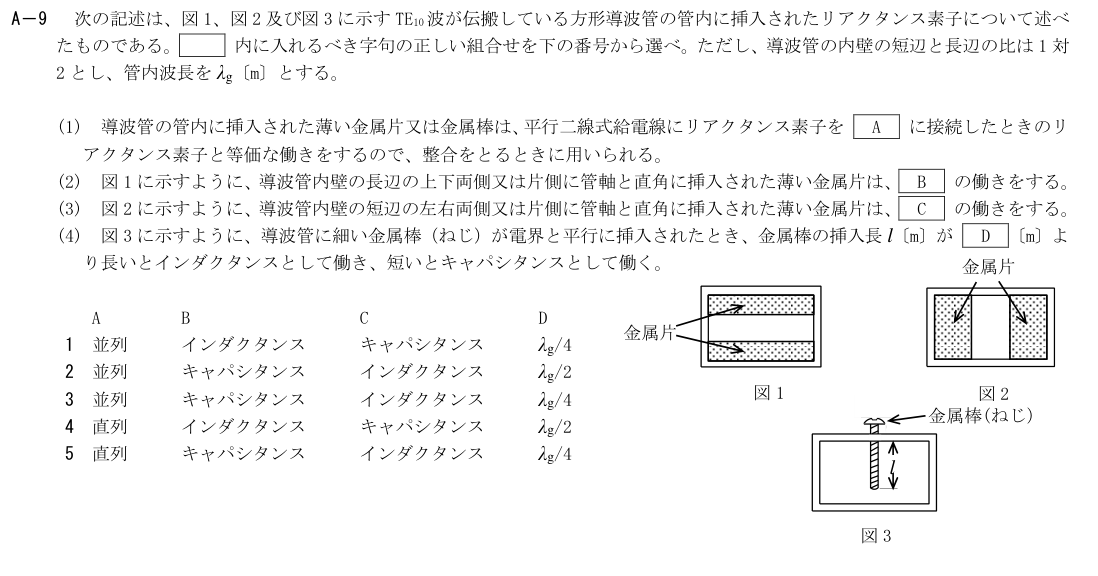 A－9 次の記述は、図1、図2及び図3に示すTE₁₀波が伝搬している方形導波管の管内に挿入されたリアクタンス素子について述べ
たものである。 内に入れるべき字句の正しい組合せを下の番号から選べ。ただし、導波管の内壁の短辺と長辺の比は1対
2とし、管内波長をλg〔m〕とする。
(1) 導波管の管内に挿入された薄い金属片又は金属棒は、平行二線式給電線にリアクタンス素子を A に接続したときのリ
アクタンス素子と等価な働きをするので、整合をとるときに用いられる。
(2) 図1に示すように、導波管内壁の長辺の上下両側又は片側に管軸と直角に挿入された薄い金属片は、 B の働きをする。
(3) 図2に示すように、導波管内壁の短辺の左右両側又は片側に管軸と直角に挿入された薄い金属片は、 C の働きをする。
(4) 図3に示すように、導波管に細い金属棒（ねじ）が電界と平行に挿入されたとき、金属棒の挿入長l〔m〕が D 〔m〕よ
り長いとインダクタンスとして働き、短いとキャパシタンスとして働く。
A B C D
1 並列 インダクタンス キャパシタンス λg/4
2 並列 キャパシタンス インダクタンス λg/2
3 並列 キャパシタンス インダクタンス λg/4
4 直列 インダクタンス キャパシタンス λg/2
5 直列 キャパシタンス インダクタンス λg/4
金属片
図1
金属片
図2
金属棒(ねじ)
l
図3